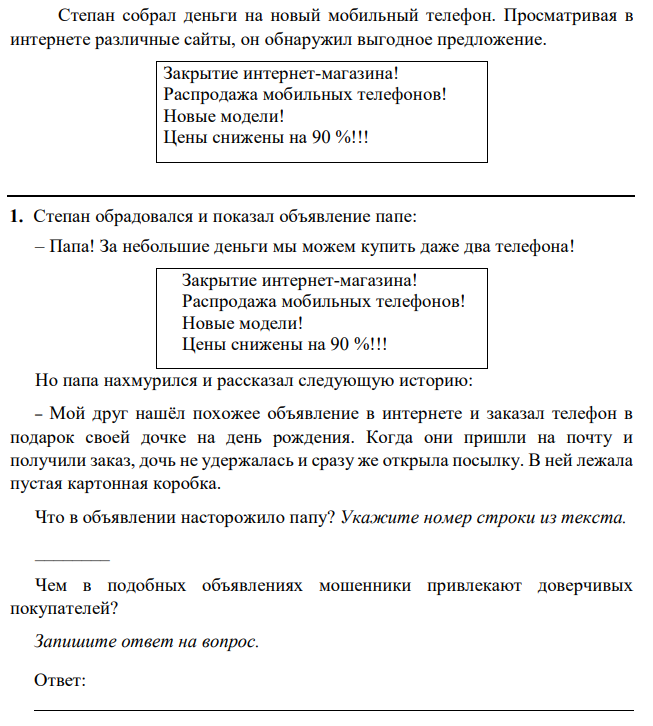 Степан собрал деньги на новый мобильный телефон. Просматривая в
интернете различные сайты, он обнаружил выгодное предложение.
Закрытие интернет-магазина!
Распродажа мобильных телефонов!
Новые модели!
Цены снижены на 90 %!!!
1. Степан обрадовался и показал объявление папе:
– Папа! За небольшие деньги мы можем купить даже два телефона!
Закрытие интернет-магазина!
Распродажа мобильных телефонов!
Новые модели!
Цены снижены на 90 %!!!
Но папа нахмурился и рассказал следующую историю:
– Мой друг нашёл похожее объявление в интернете и заказал телефон в
подарок своей дочке на день рождения. Когда они пришли на почту и
получили заказ, дочь не удержалась и сразу же открыла посылку. В ней лежала
пустая картонная коробка.
Что в объявлении насторожило папу? Укажите номер строки из текста.
________
Чем в подобных объявлениях мошенники привлекают доверчивых
покупателей?
Запишите ответ на вопрос.
Ответ: